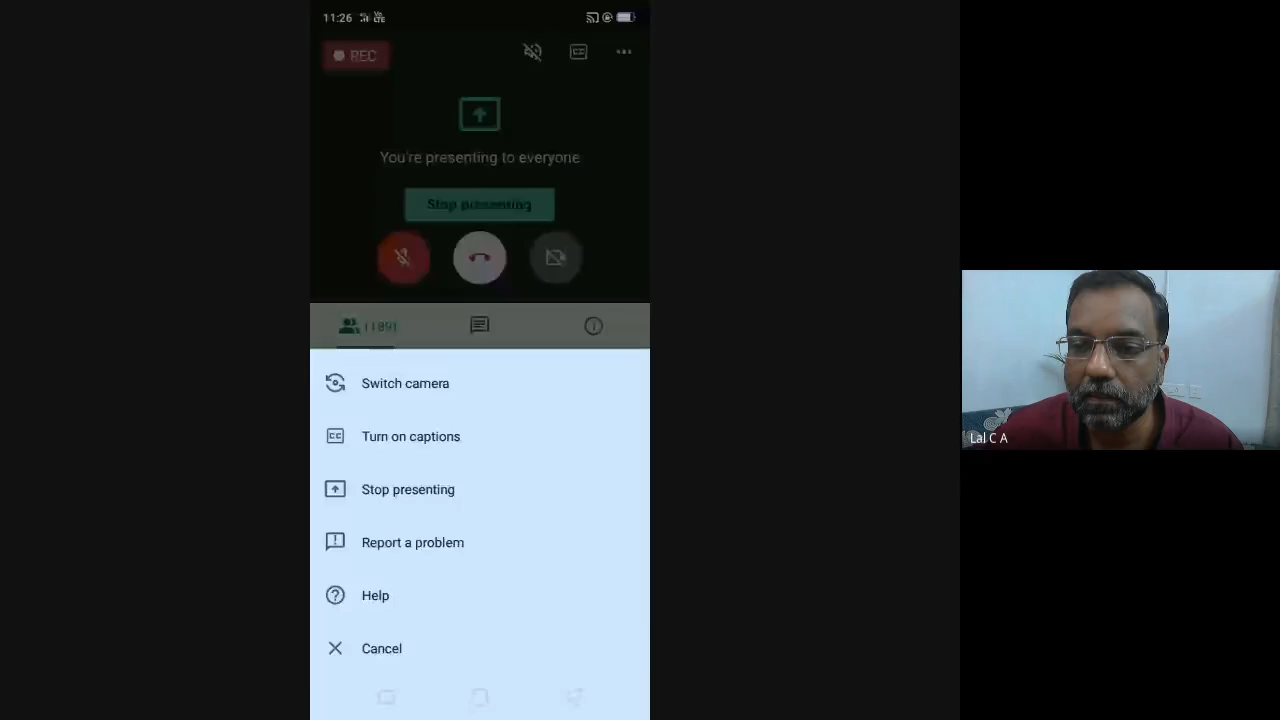 11:26
REC
You're presenting to everyone
Stop presenting
(189)
Switch camera
Turn on captions
Stop presenting
Report a problem
Help
Cancel
Lal C A